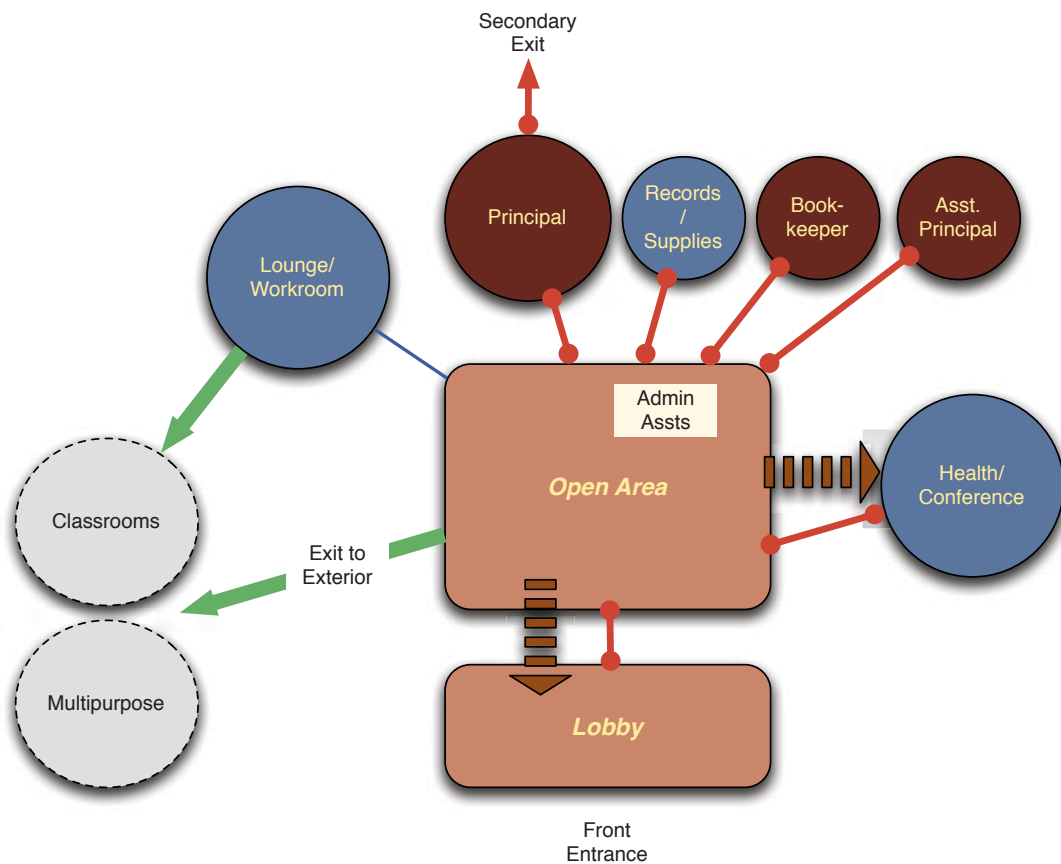 Secondary
Exit
Principal
Records
/
Supplies
Book-
keeper
Asst.
Principal
Lounge/
Workroom
Admin
Assts
Open Area
Health/
Conference
Classrooms
Exit to
Exterior
Multipurpose
Lobby
Front
Entrance